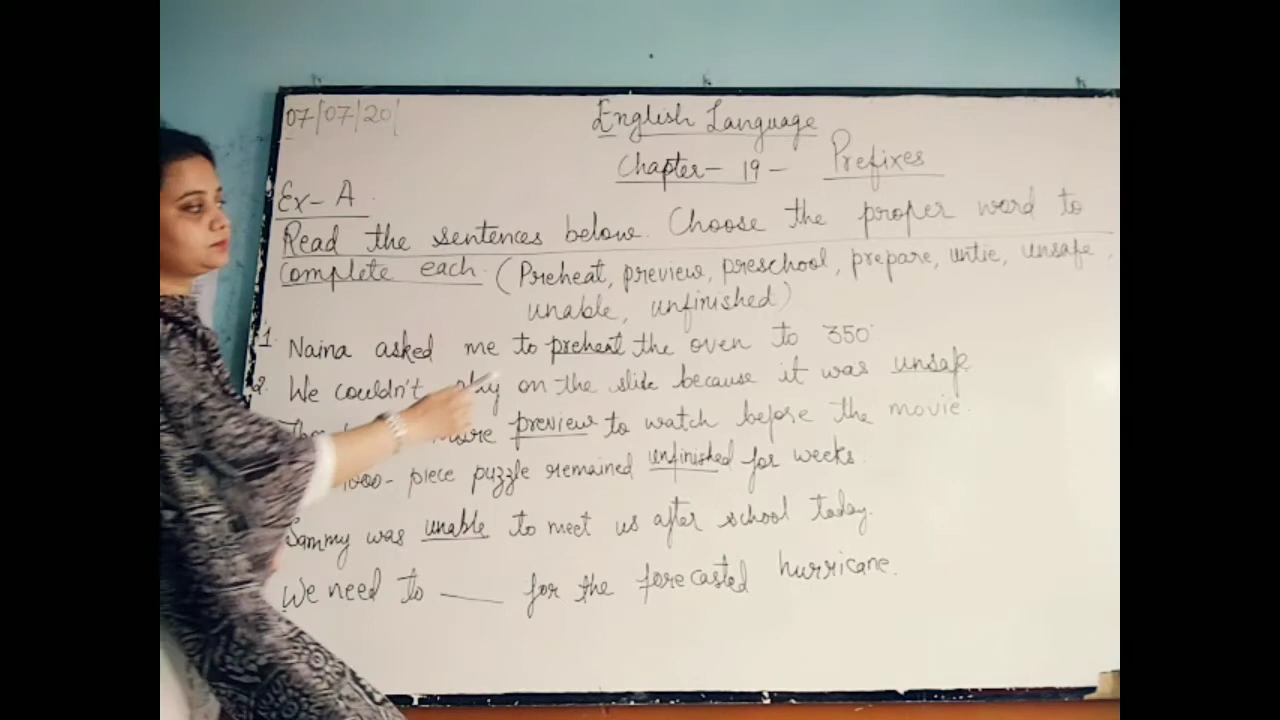 07/07/20
English Language
Chapter- 19 - Prefixes
Ex- A
Read the sentences below. Choose the proper word to
complete each. (Preheat, preview, preschool, prepare, untie, unsafe,
unable, unfinished)
1. Naina asked me to preheat the oven to 350°
2. We couldn't play on the slide because it was unsafe
preview to watch before the movie.
1000- piece puzzle remained unfinished for weeks.
Sammy was unable to meet us after school today.
We need to ____ for the forecasted hurricane.